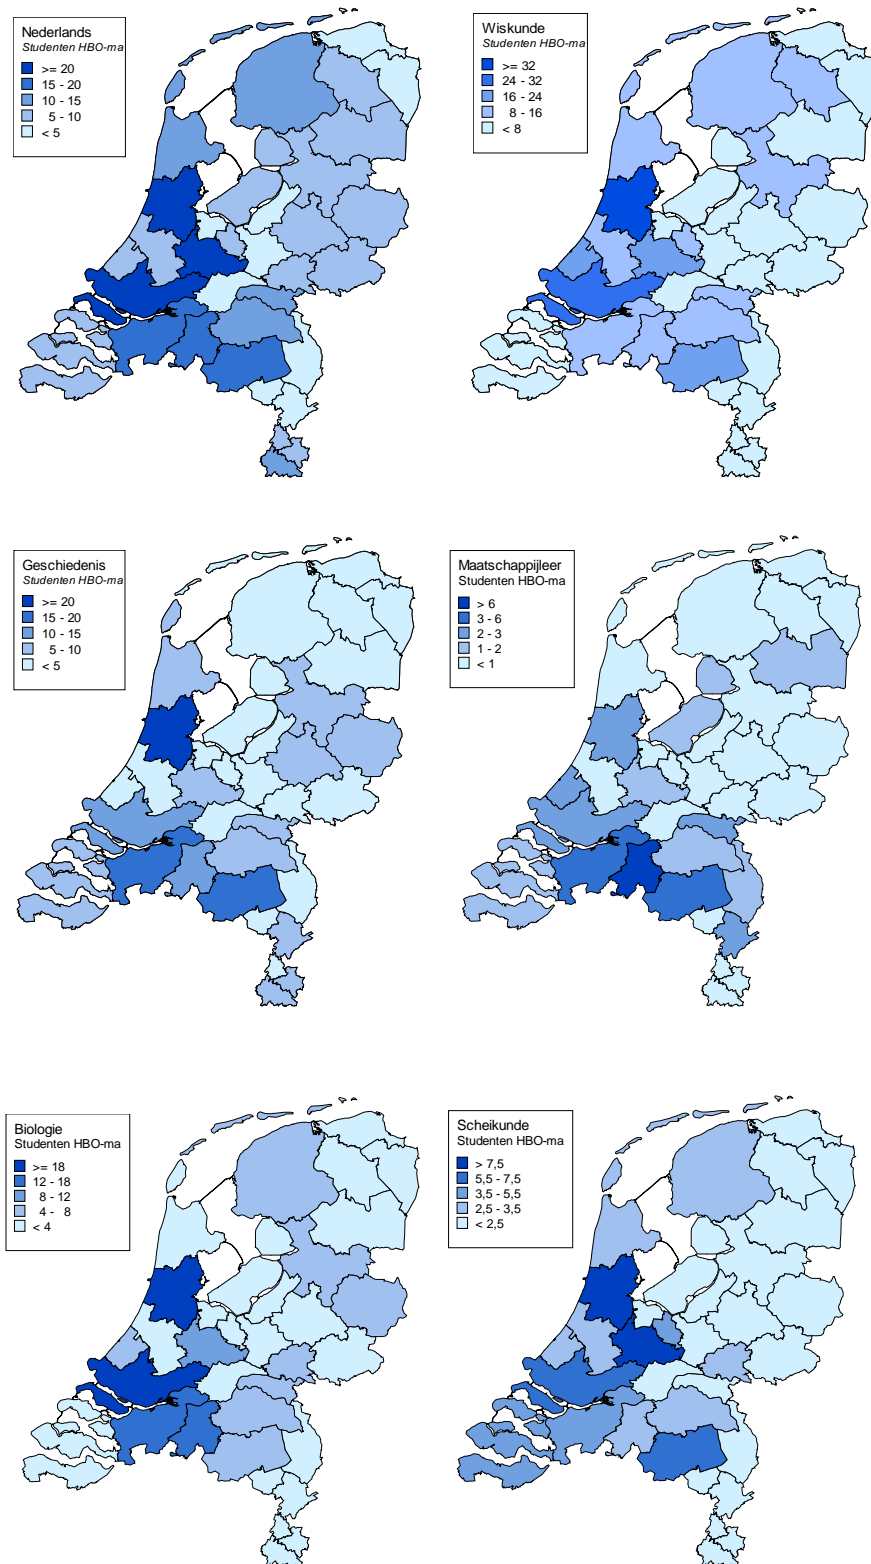 Nederlands
Studenten HBO-ma
>= 20
15 - 20
10 - 15
5 - 10
< 5
Wiskunde
Studenten HBO-ma
>= 32
24 - 32
16 - 24
8 - 16
< 8
Geschiedenis
Studenten HBO-ma
>= 20
15 - 20
10 - 15
5 - 10
< 5
Maatschappijleer
Studenten HBO-ma
> 6
3 - 6
2 - 3
1 - 2
< 1
Biologie
Studenten HBO-ma
>= 18
12 - 18
8 - 12
4 - 8
< 4
Scheikunde
Studenten HBO-ma
> 7,5
5,5 - 7,5
3,5 - 5,5
2,5 - 3,5
< 2,5